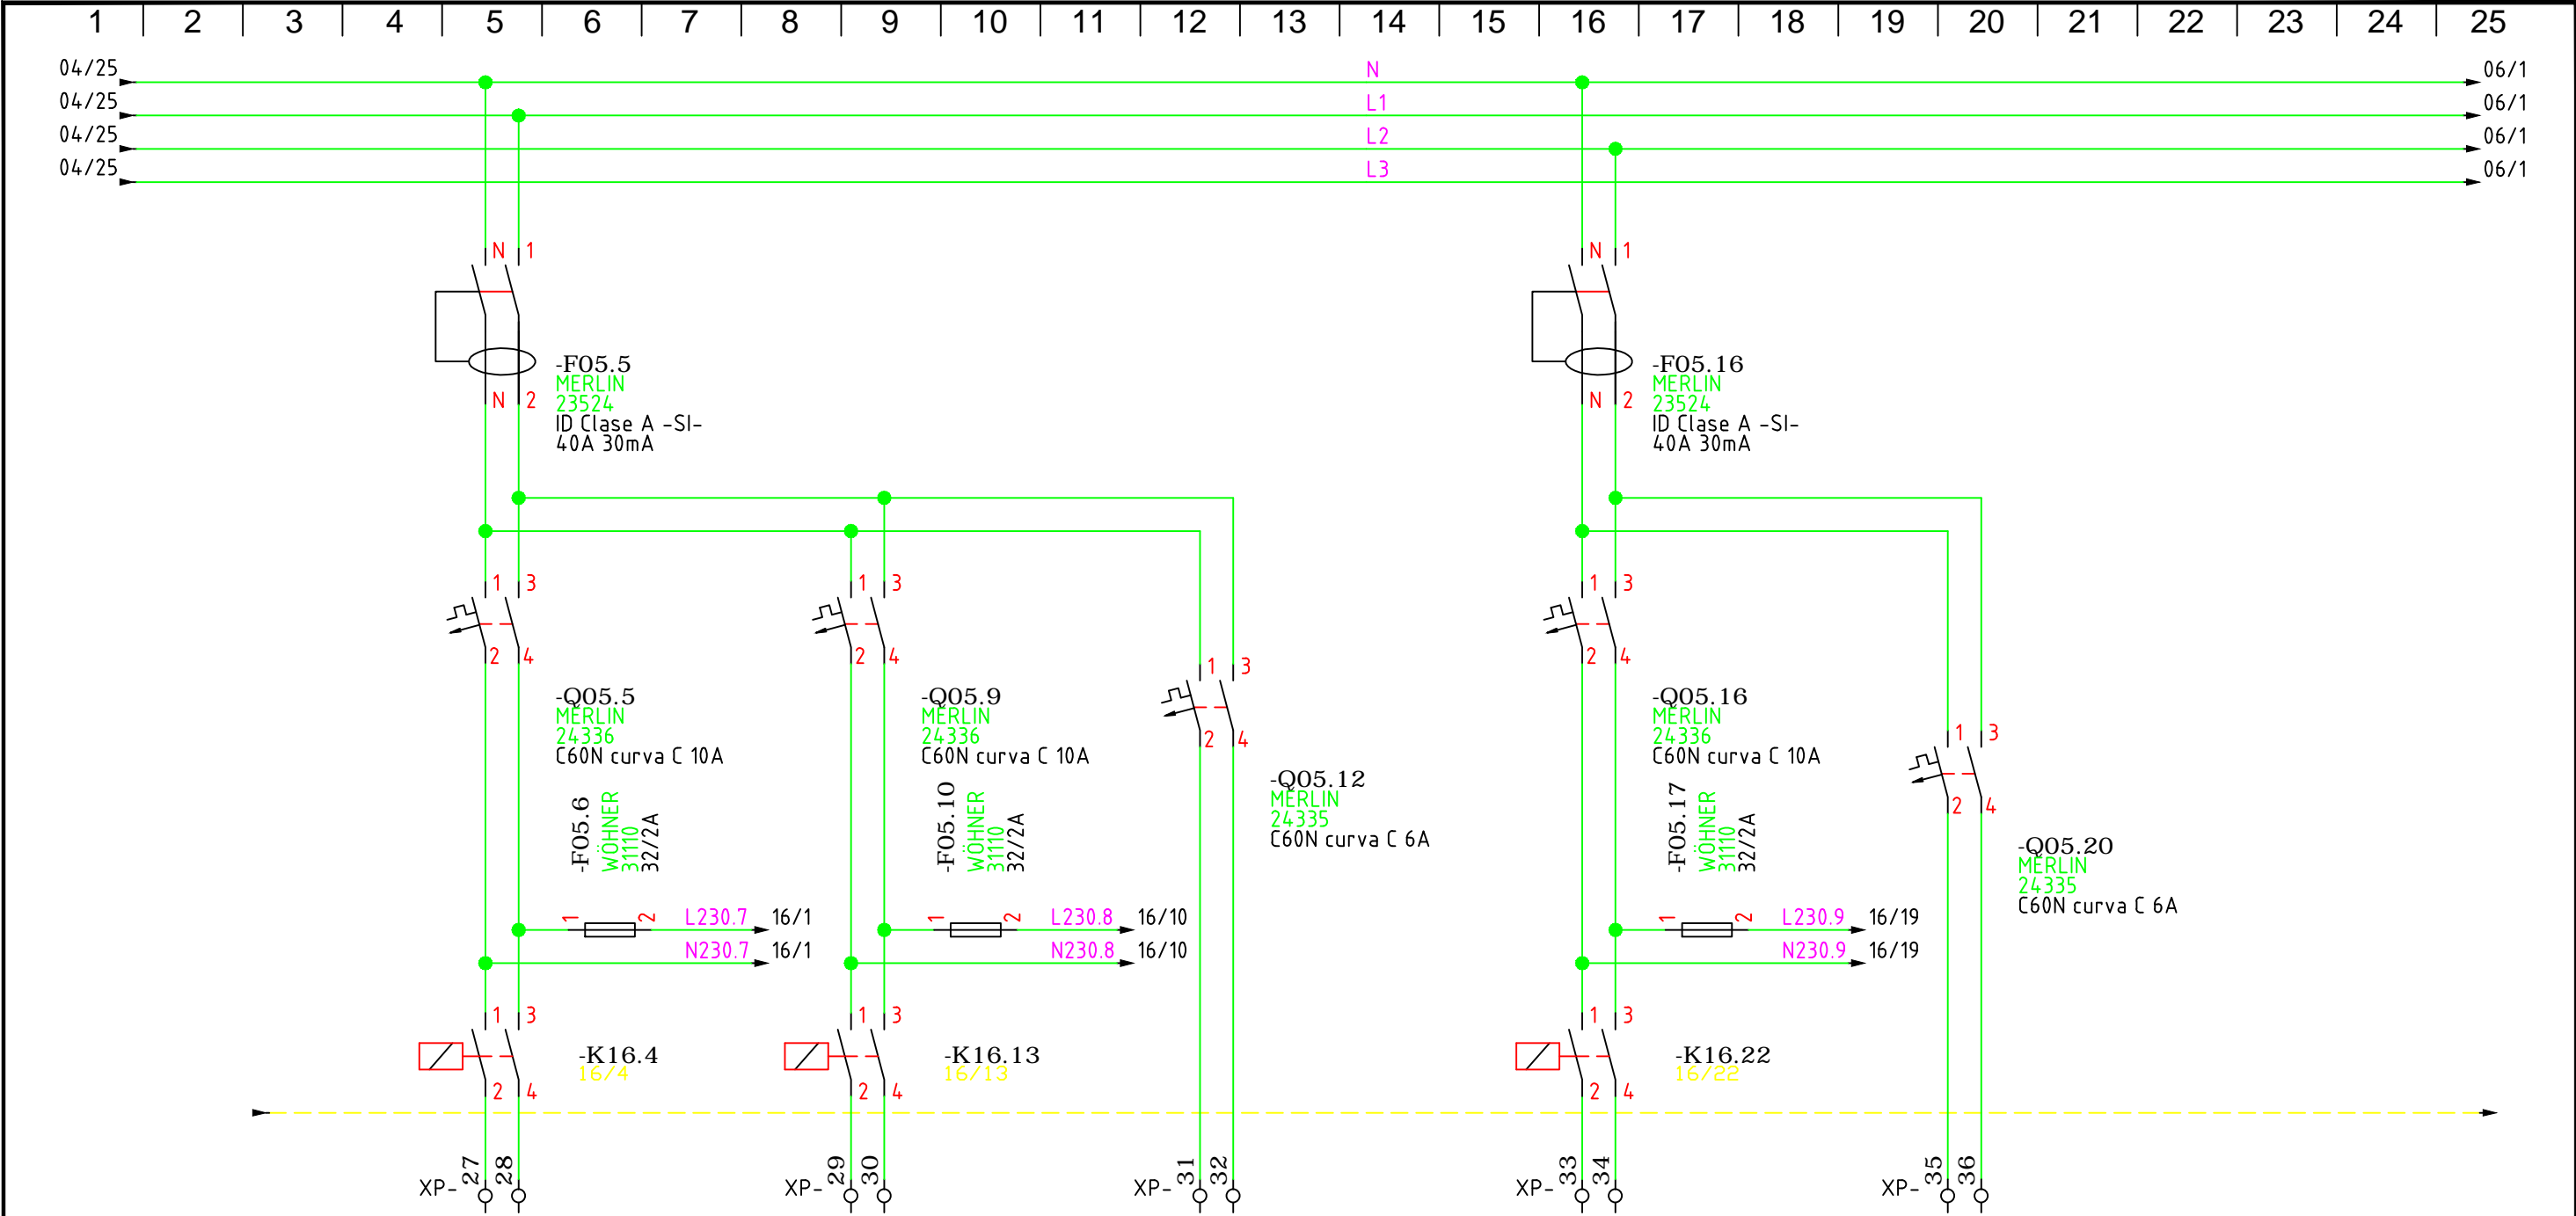 1 2 3 4 5 6 7 8 9 10 11 12 13 14 15 16 17 18 19 20 21 22 23 24 25
04/25 N 06/1
04/25 L1 06/1
04/25 L2 06/1
04/25 L3 06/1
N 1 N 1
-F05.5
MERLIN
23524
ID Clase A -SI-
40A 30mA
N 2
-F05.16
MERLIN
23524
ID Clase A -SI-
40A 30mA
N 2
1 3 1 3 1 3
2 4 2 4 2 4
1 3
2 4
1 3
2 4
-Q05.5
MERLIN
24336
C60N curva C 10A
-Q05.9
MERLIN
24336
C60N curva C 10A
-Q05.12
MERLIN
24335
C60N curva C 6A
-Q05.16
MERLIN
24336
C60N curva C 10A
-Q05.20
MERLIN
24335
C60N curva C 6A
-F05.6
WÖHNER
31110
32/2A
-F05.10
WÖHNER
31110
32/2A
-F05.17
WÖHNER
31110
32/2A
1 2 L230.7 16/1
N230.7 16/1
1 2 L230.8 16/10
N230.8 16/10
1 2 L230.9 16/19
N230.9 16/19
1 3 1 3 1 3
-K16.4
16/4
-K16.13
16/13
-K16.22
16/22
2 4 2 4 2 4
XP- 27 28
XP- 29 30
XP- 31 32
XP- 33 34
XP- 35 36